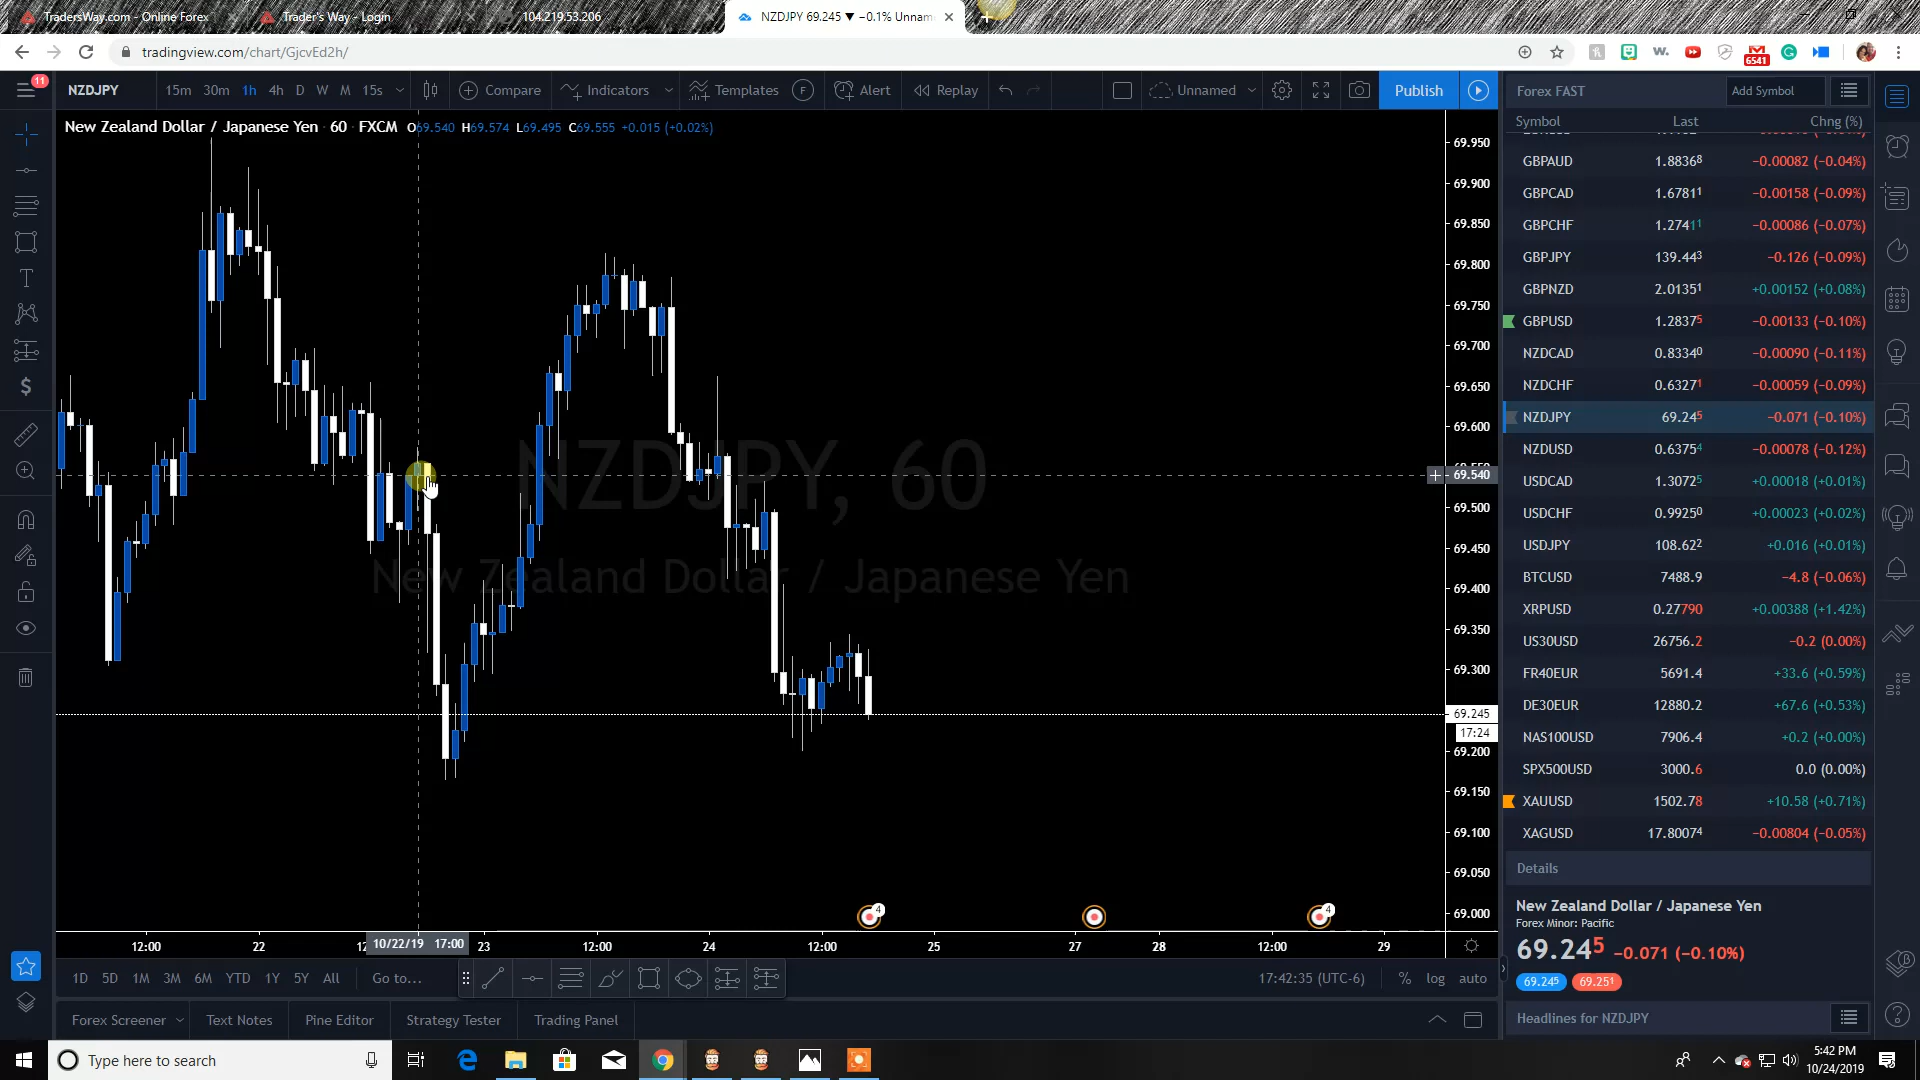 TradersWay.com - Online Forex
Trader's Way - Login
104.219.53.206
NZDJPY 69.245 ▼ −0.1% Unnam
tradingview.com/chart/GjcvEd2h/
6541
11
NZDJPY
15m 30m 1h 4h D W M 15s
Compare
Indicators
Templates
F
Alert
Replay
Unnamed
Publish
Forex FAST
Add Symbol
New Zealand Dollar / Japanese Yen · 60 · FXCM O69.540 H69.574 L69.495 C69.555 +0.015 (+0.02%)
Symbol Last Chng (%)
GBPAUD 1.88368 −0.00082 (−0.04%)
GBPCAD 1.67811 −0.00158 (−0.09%)
GBPCHF 1.27411 −0.00086 (−0.07%)
GBPJPY 139.443 −0.126 (−0.09%)
GBPNZD 2.01351 +0.00152 (+0.08%)
GBPUSD 1.28375 −0.00133 (−0.10%)
NZDCAD 0.83340 −0.00090 (−0.11%)
NZDCHF 0.63271 −0.00059 (−0.09%)
NZDJPY 69.245 −0.071 (−0.10%)
NZDUSD 0.63754 −0.00078 (−0.12%)
USDCAD 1.30725 +0.00018 (+0.01%)
USDCHF 0.99250 +0.00023 (+0.02%)
USDJPY 108.622 +0.016 (+0.01%)
BTCUSD 7488.9 −4.8 (−0.06%)
XRPUSD 0.27790 +0.00388 (+1.42%)
US30USD 26756.2 −0.2 (0.00%)
FR40EUR 5691.4 +33.6 (+0.59%)
DE30EUR 12880.2 +67.6 (+0.53%)
NAS100USD 7906.4 +0.2 (+0.00%)
SPX500USD 3000.6 0.0 (0.00%)
XAUUSD 1502.78 +10.58 (+0.71%)
XAGUSD 17.80074 −0.00804 (−0.05%)
69.950
69.900
69.850
69.800
69.750
69.700
69.650
69.600
69.540
69.500
69.450
69.400
69.350
69.300
69.245
17:24
69.200
69.150
69.100
69.050
69.000
NZDJPY, 60
New Zealand Dollar / Japanese Yen
4
4
12:00 22 10/22/19 17:00 23 12:00 24 12:00 25 27 28 12:00 29
Details
New Zealand Dollar / Japanese Yen
Forex Minor: Pacific
69.245 −0.071 (−0.10%)
69.245 69.251
Headlines for NZDJPY
1D 5D 1M 3M 6M YTD 1Y 5Y All Go to...
17:42:35 (UTC-6) % log auto
Forex Screener
Text Notes
Pine Editor
Strategy Tester
Trading Panel
Type here to search
5:42 PM
10/24/2019